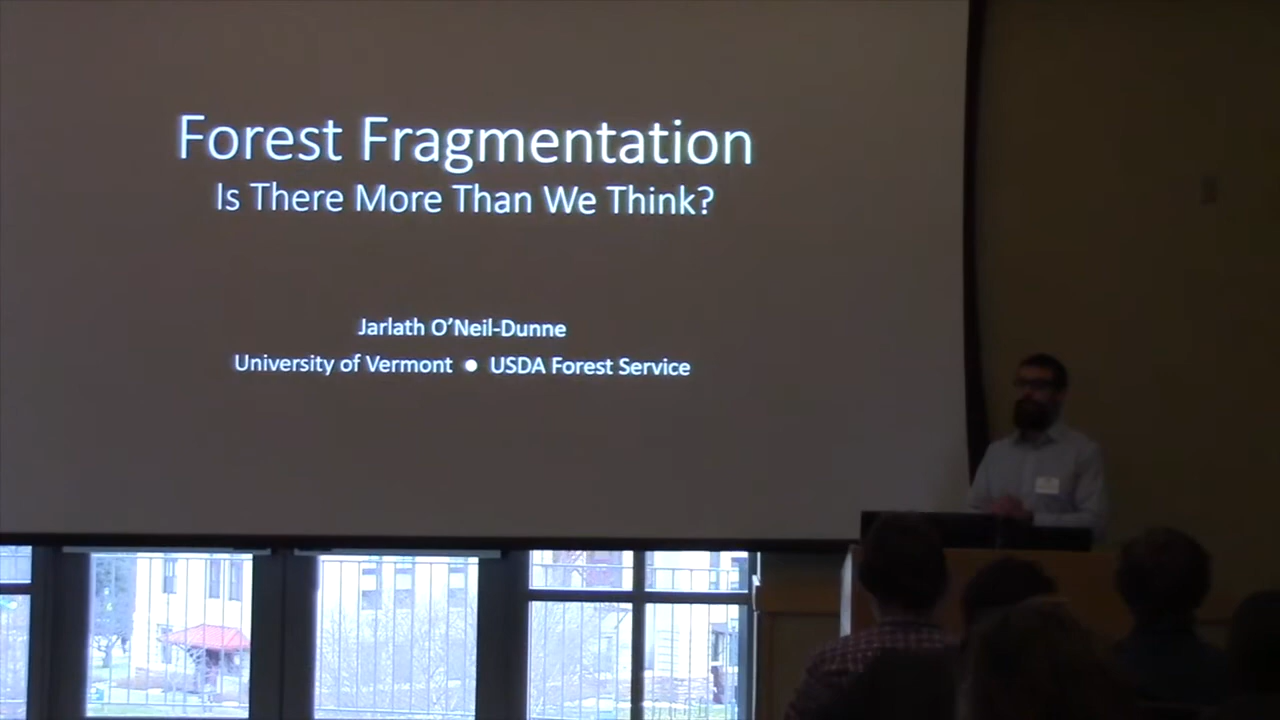 Forest Fragmentation
Is There More Than We Think?
Jarlath O’Neil-Dunne
University of Vermont ● USDA Forest Service